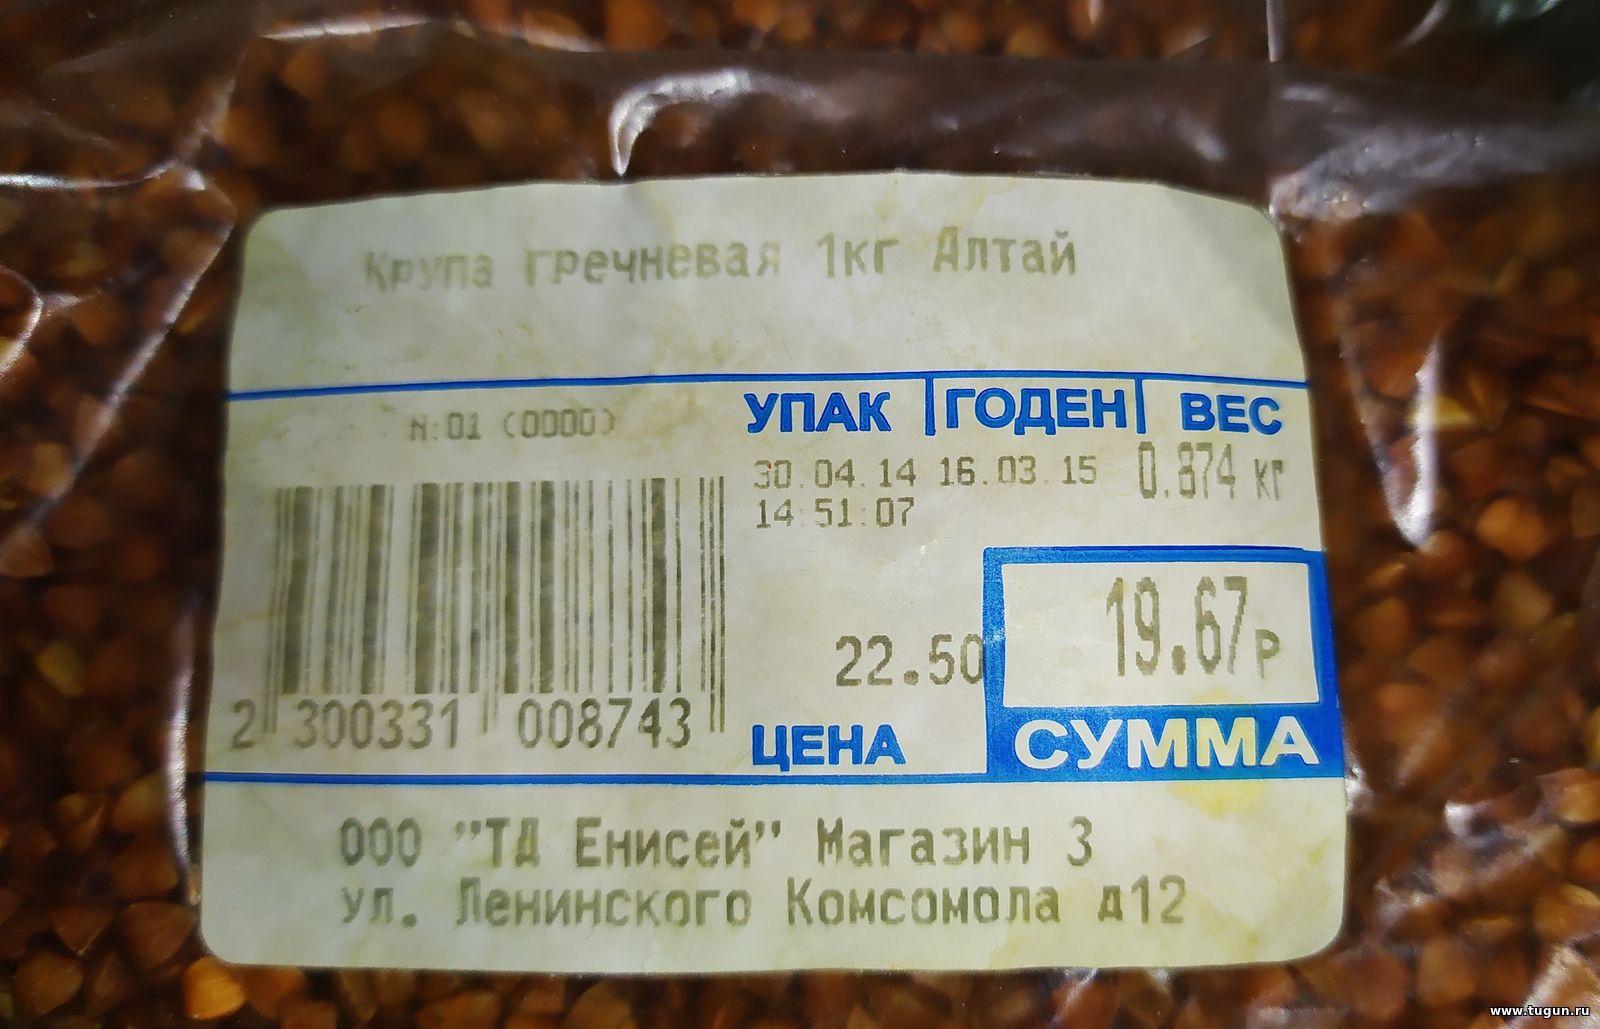 Крупа гречневая 1кг Алтай
N:01 (0000)
УПАК ГОДЕН ВЕС
30.04.14 16.03.15 0.874 кг
14:51:07
22.50 19.67р
2 300331 008743
ЦЕНА СУММА
ООО "ТД Енисей" Магазин 3
ул. Ленинского Комсомола д12
www.tugun.ru